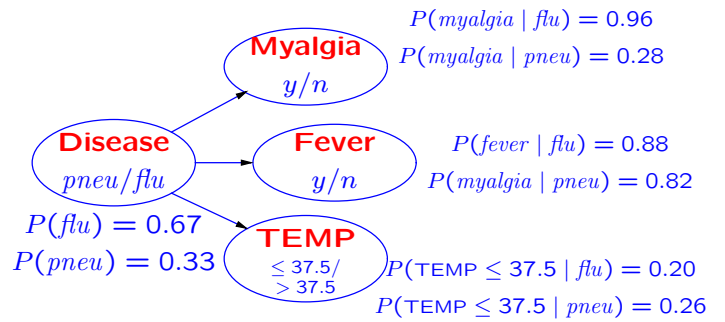 P(myalgia | flu) = 0.96
Myalgia
P(myalgia | pneu) = 0.28
y/n
Disease
pneu/flu
Fever
y/n
P(fever | flu) = 0.88
P(myalgia | pneu) = 0.82
P(flu) = 0.67
P(pneu) = 0.33
TEMP
≤ 37.5/
> 37.5
P(TEMP ≤ 37.5 | flu) = 0.20
P(TEMP ≤ 37.5 | pneu) = 0.26